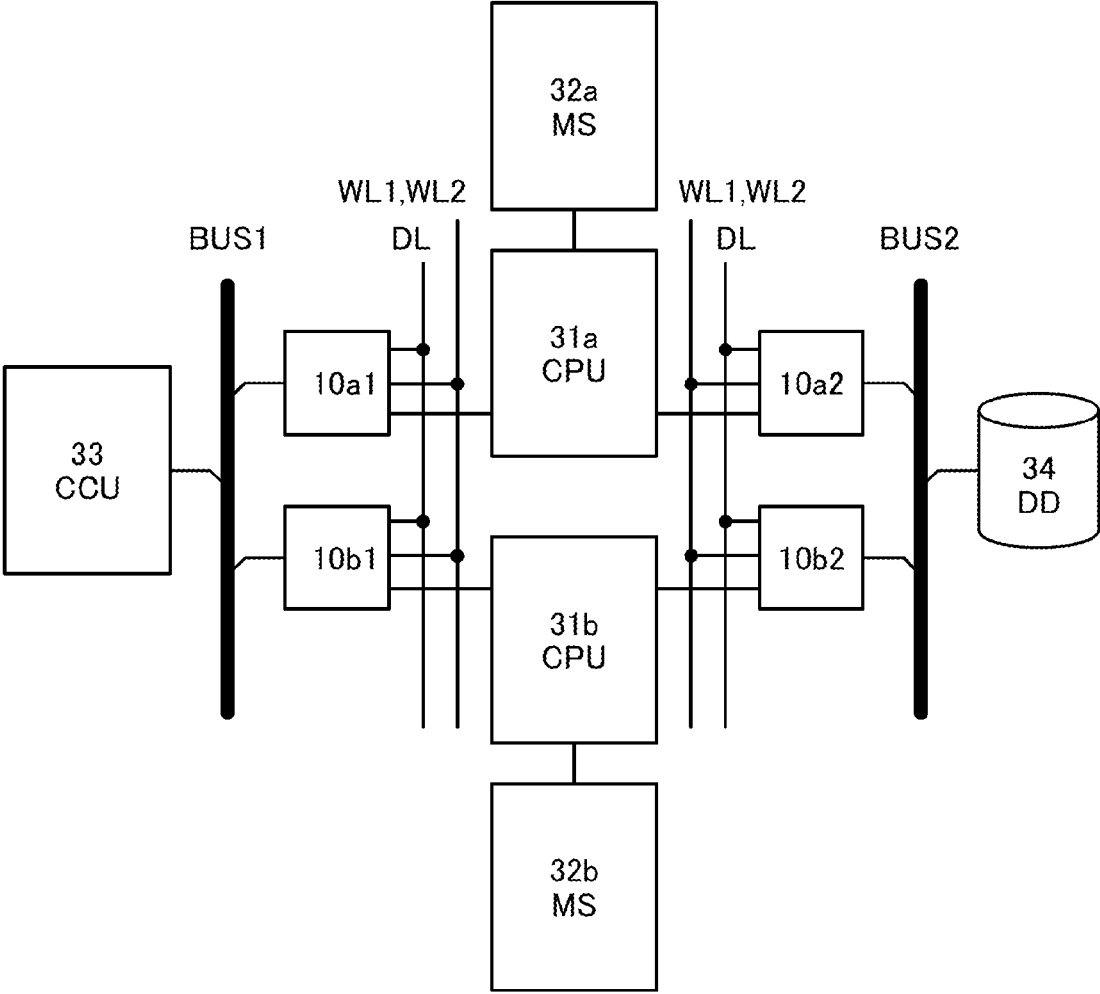 32a
MS
WL1,WL2
WL1,WL2
BUS1
DL
DL
BUS2
31a
CPU
10a1
10a2
33
CCU
34
DD
10b1
10b2
31b
CPU
32b
MS